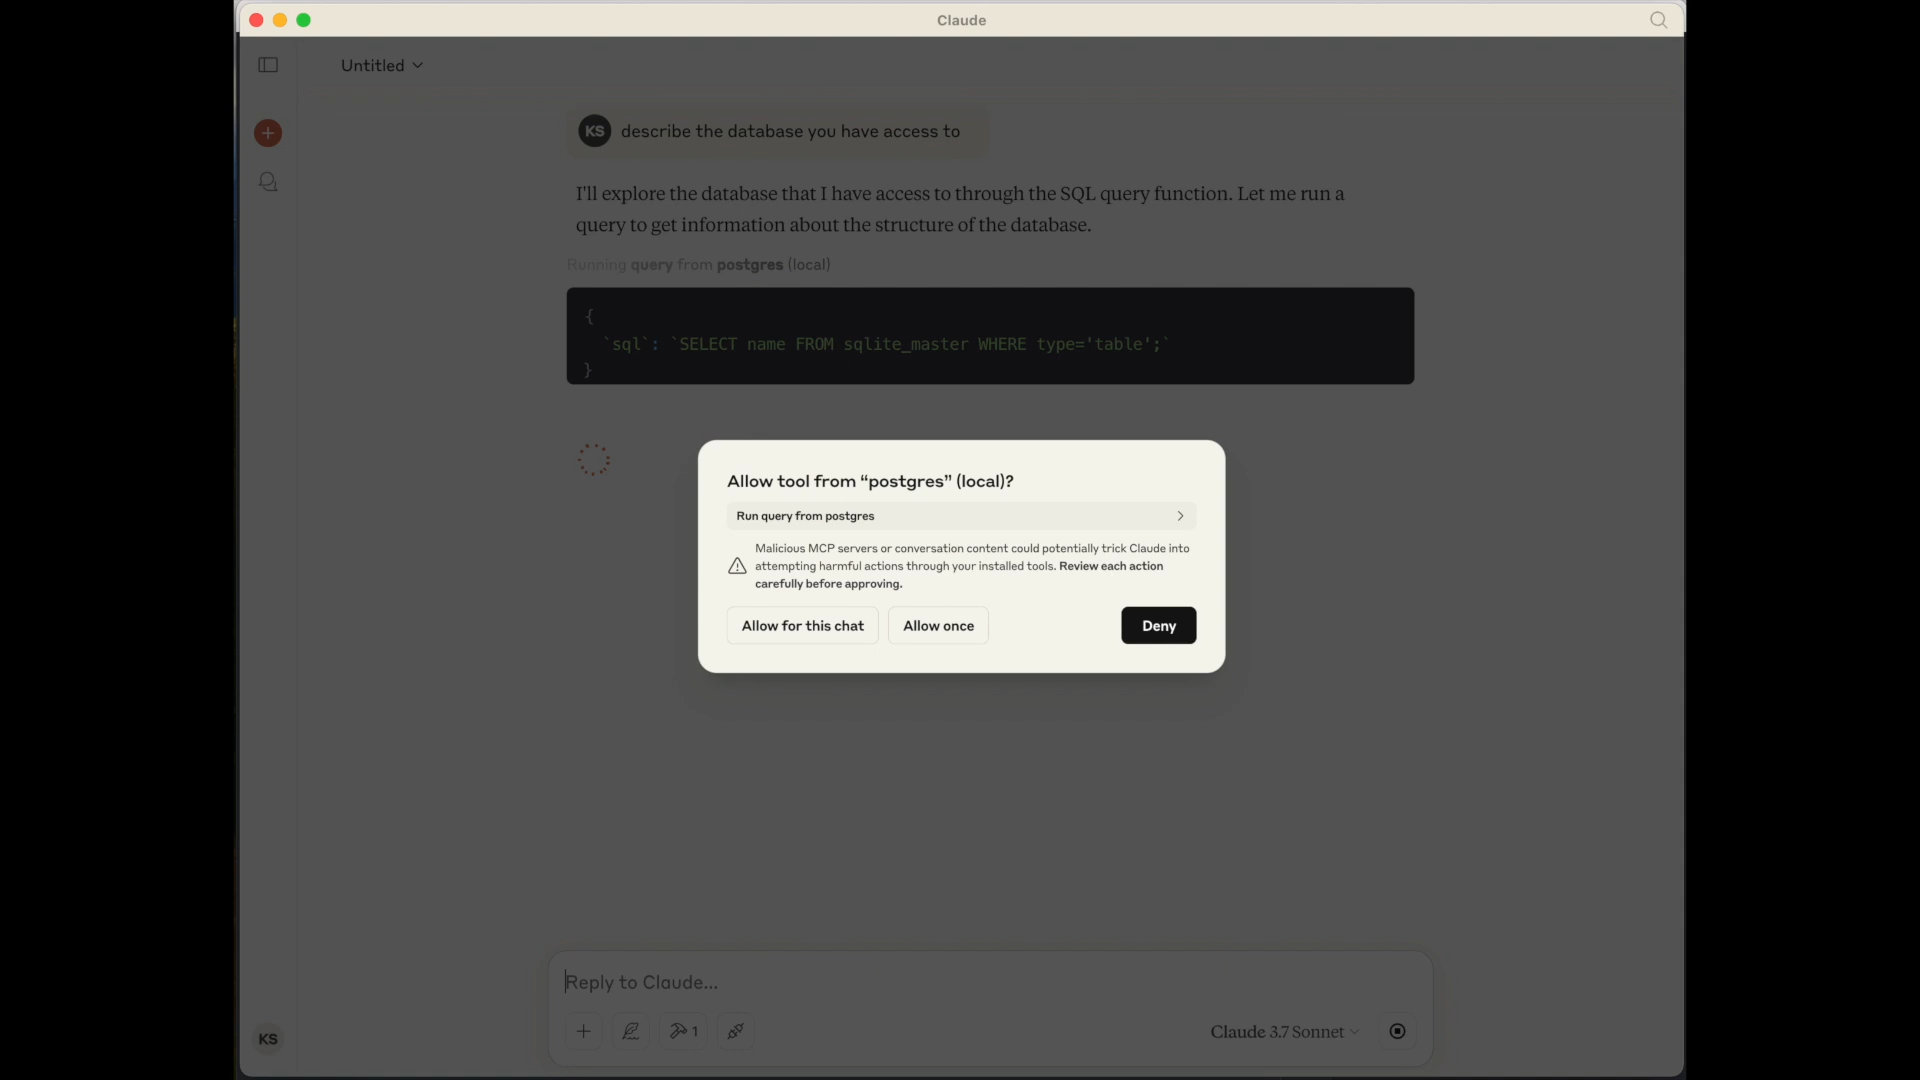 Claude
Untitled
KS describe the database you have access to
I'll explore the database that I have access to through the SQL query function. Let me run a
query to get information about the structure of the database.
Running query from postgres (local)
{
`sql`: `SELECT name FROM sqlite_master WHERE type='table';`
}
Allow tool from “postgres” (local)?
Run query from postgres
Malicious MCP servers or conversation content could potentially trick Claude into
attempting harmful actions through your installed tools. Review each action
carefully before approving.
Allow for this chat Allow once Deny
Reply to Claude...
1 Claude 3.7 Sonnet
KS